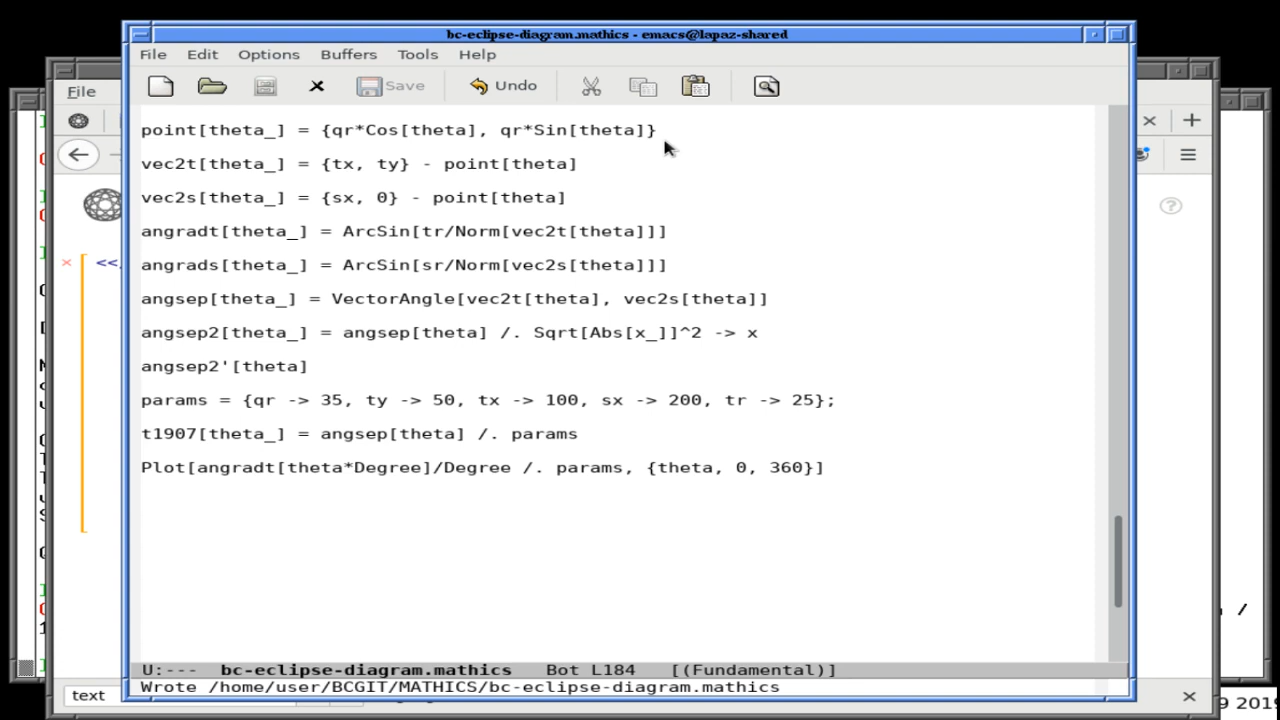 bc-eclipse-diagram.mathics - emacs@lapaz-shared
File Edit Options Buffers Tools Help
Save Undo
File
<<
point[theta_] = {qr*Cos[theta], qr*Sin[theta]}
vec2t[theta_] = {tx, ty} - point[theta]
vec2s[theta_] = {sx, 0} - point[theta]
angradt[theta_] = ArcSin[tr/Norm[vec2t[theta]]]
angrads[theta_] = ArcSin[sr/Norm[vec2s[theta]]]
angsep[theta_] = VectorAngle[vec2t[theta], vec2s[theta]]
angsep2[theta_] = angsep[theta] /. Sqrt[Abs[x_]]^2 -> x
angsep2'[theta]
params = {qr -> 35, ty -> 50, tx -> 100, sx -> 200, tr -> 25};
t1907[theta_] = angsep[theta] /. params
Plot[angradt[theta*Degree]/Degree /. params, {theta, 0, 360}]
U:--- bc-eclipse-diagram.mathics Bot L184 [(Fundamental)]
Wrote /home/user/BCGIT/MATHICS/bc-eclipse-diagram.mathics
text